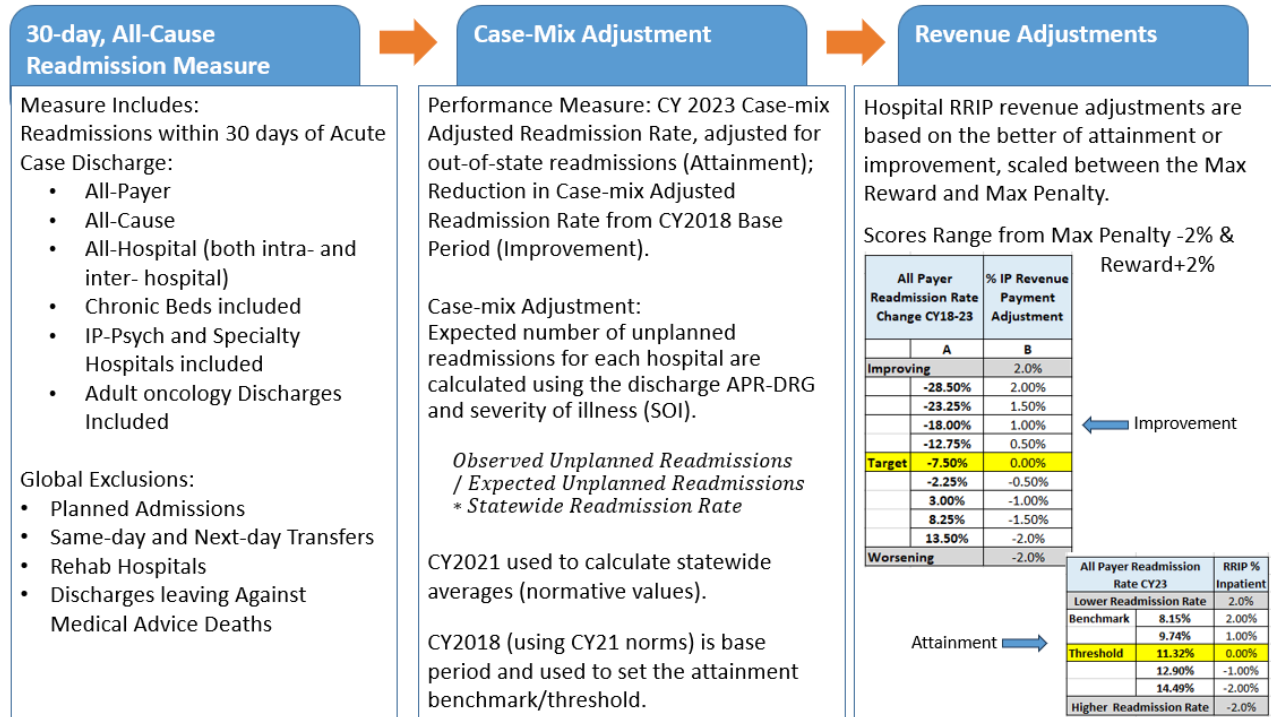 30-day, All-Cause
Readmission Measure
Measure Includes:
Readmissions within 30 days of Acute
Case Discharge:
• All-Payer
• All-Cause
• All-Hospital (both intra- and
inter- hospital)
• Chronic Beds included
• IP-Psych and Specialty
Hospitals included
• Adult oncology Discharges
Included
Global Exclusions:
• Planned Admissions
• Same-day and Next-day Transfers
• Rehab Hospitals
• Discharges leaving Against
Medical Advice Deaths
Case-Mix Adjustment
Performance Measure: CY 2023 Case-mix
Adjusted Readmission Rate, adjusted for
out-of-state readmissions (Attainment);
Reduction in Case-mix Adjusted
Readmission Rate from CY2018 Base
Period (Improvement).
Case-mix Adjustment:
Expected number of unplanned
readmissions for each hospital are
calculated using the discharge APR-DRG
and severity of illness (SOI).
Observed Unplanned Readmissions
/ Expected Unplanned Readmissions
* Statewide Readmission Rate
CY2021 used to calculate statewide
averages (normative values).
CY2018 (using CY21 norms) is base
period and used to set the attainment
benchmark/threshold.
Revenue Adjustments
Hospital RRIP revenue adjustments are
based on the better of attainment or
improvement, scaled between the Max
Reward and Max Penalty.
Scores Range from Max Penalty -2% &
Reward+2%
All Payer
Readmission Rate
Change CY18-23
% IP Revenue
Payment
Adjustment
A B
Improving 2.0%
-28.50% 2.00%
-23.25% 1.50%
-18.00% 1.00%
-12.75% 0.50%
Target -7.50% 0.00%
-2.25% -0.50%
3.00% -1.00%
8.25% -1.50%
13.50% -2.0%
Worsening -2.0%
Improvement
All Payer Readmission
Rate CY23
RRIP %
Inpatient
Lower Readmission Rate 2.0%
Benchmark 8.15% 2.00%
9.74% 1.00%
Threshold 11.32% 0.00%
12.90% -1.00%
14.49% -2.00%
Higher Readmission Rate -2.0%
Attainment